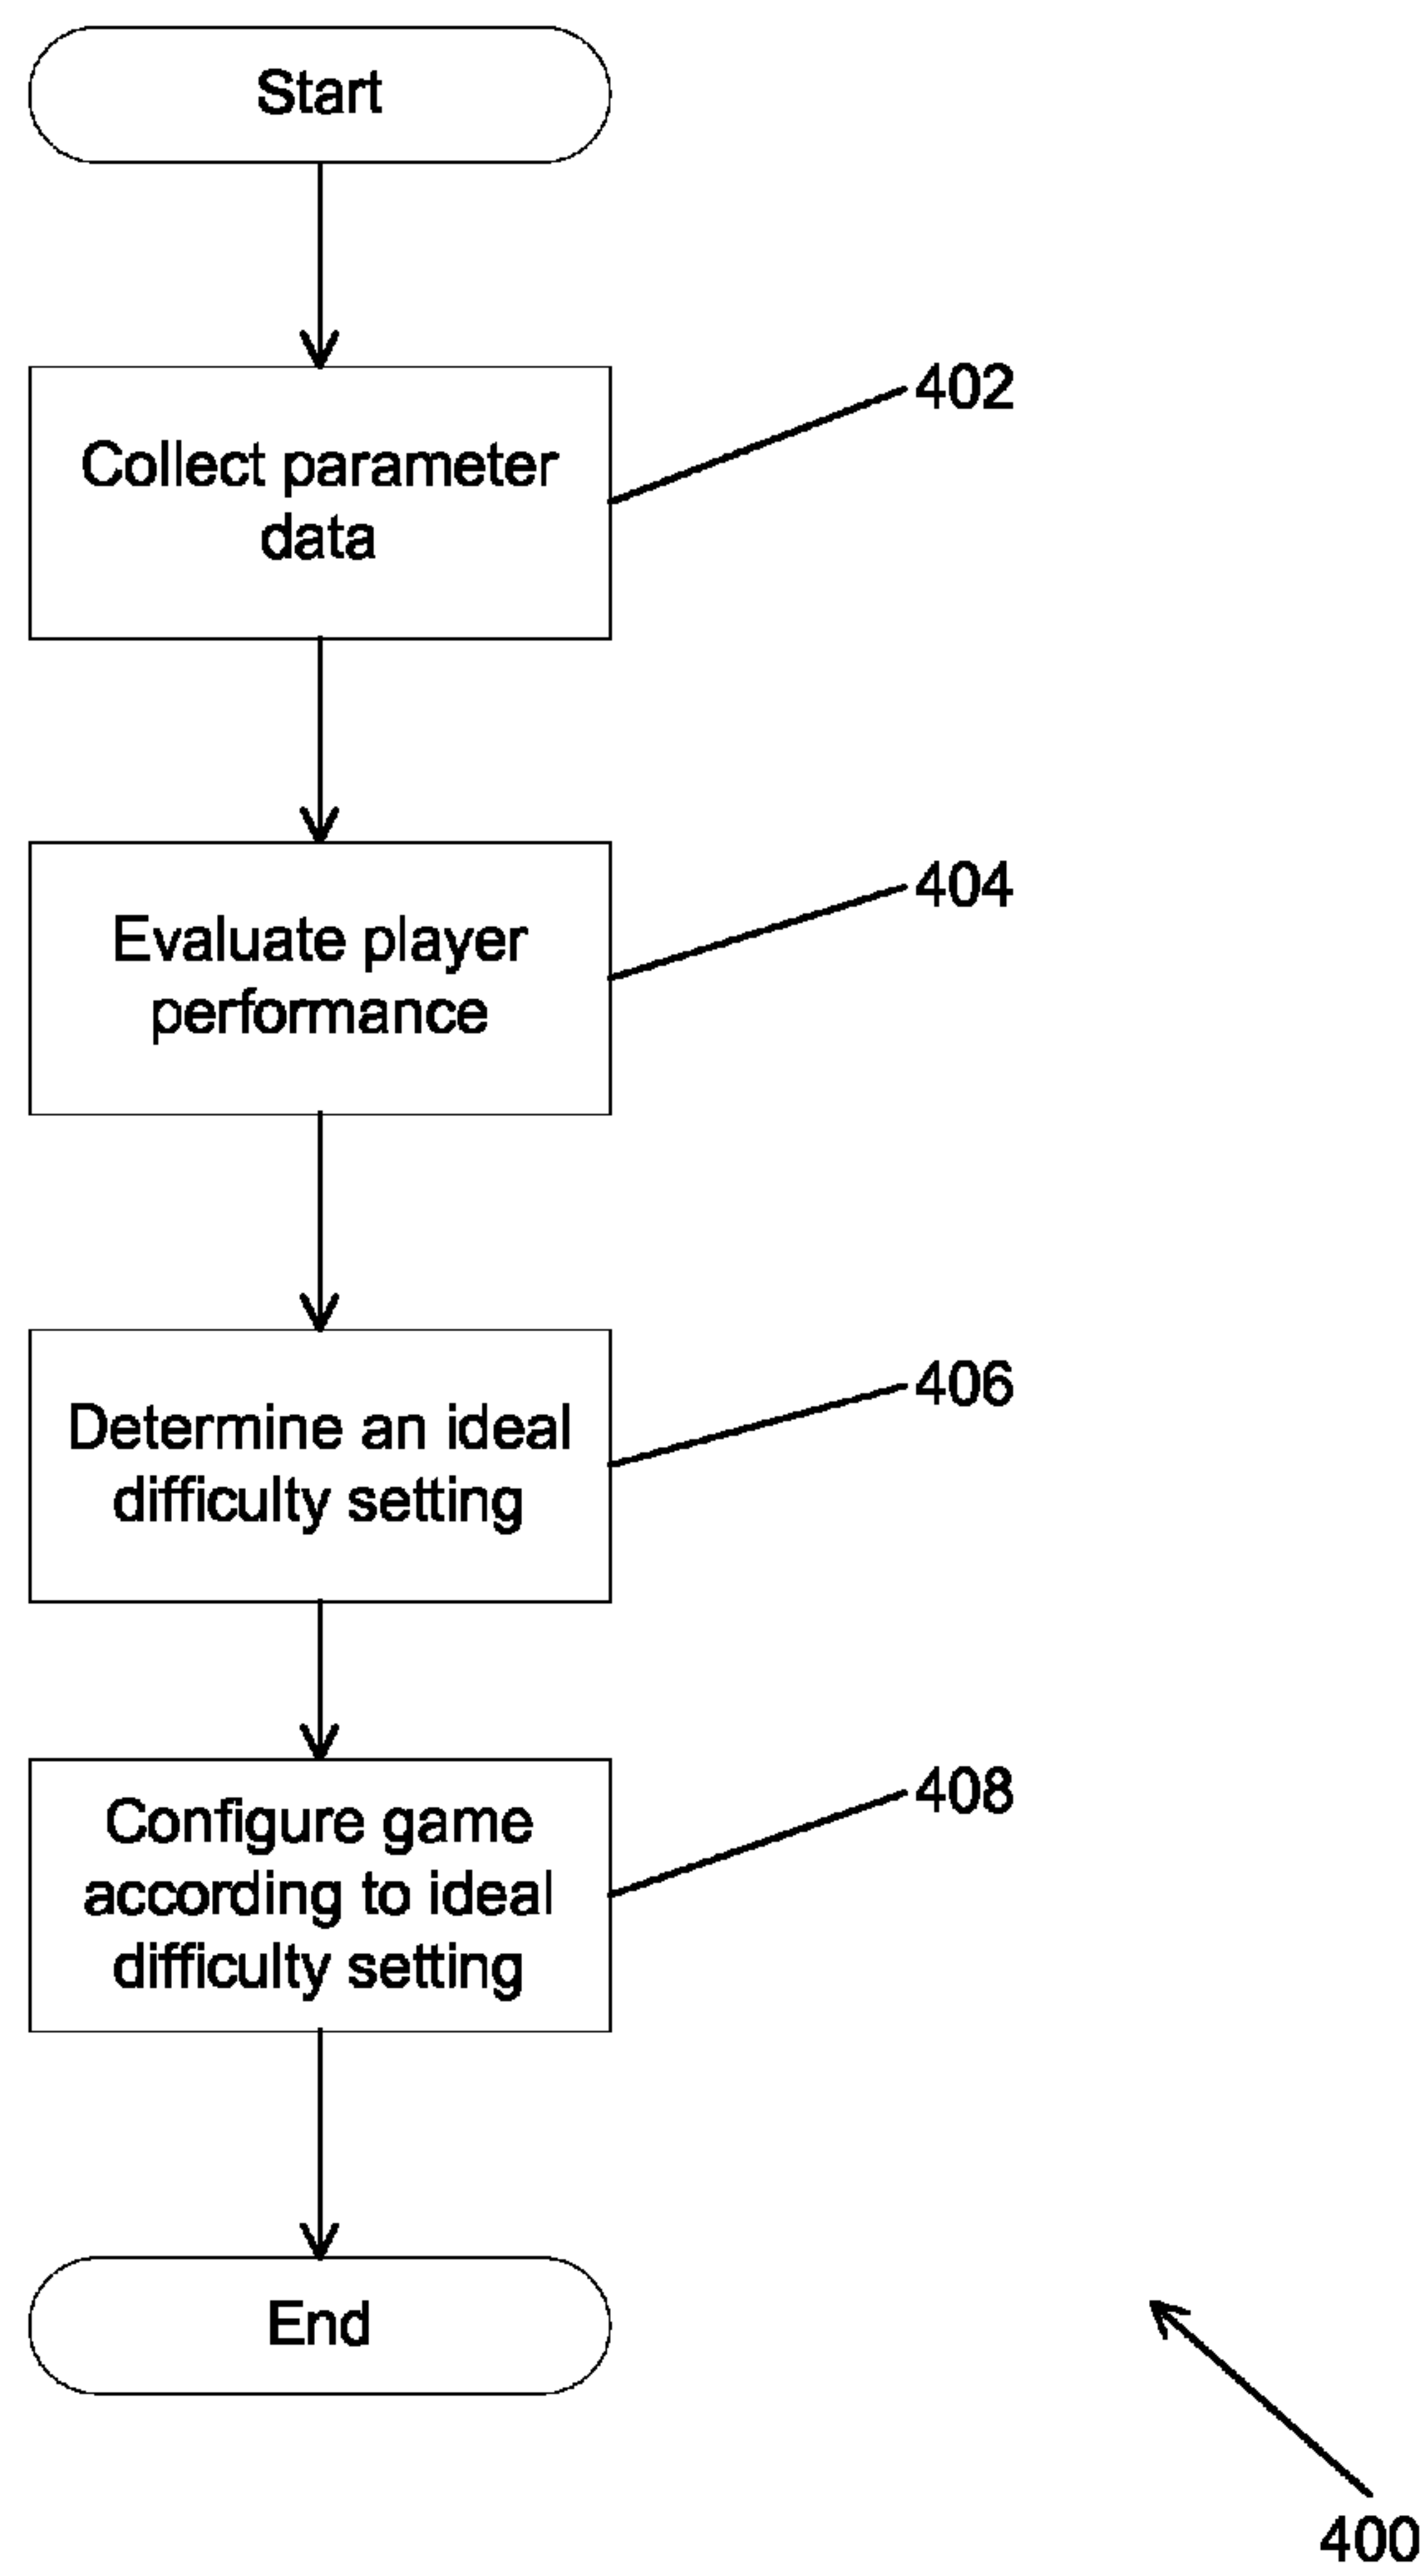 Start
402
Collect parameter
data
404
Evaluate player
performance
406
Determine an ideal
difficulty setting
408
Configure game
according to ideal
difficulty setting
End
400